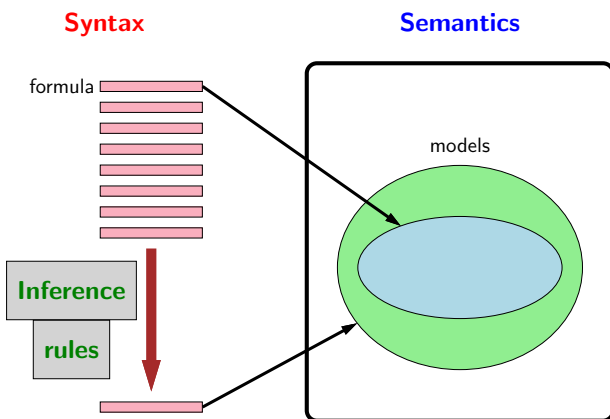 Syntax
Semantics
formula
models
Inference
rules